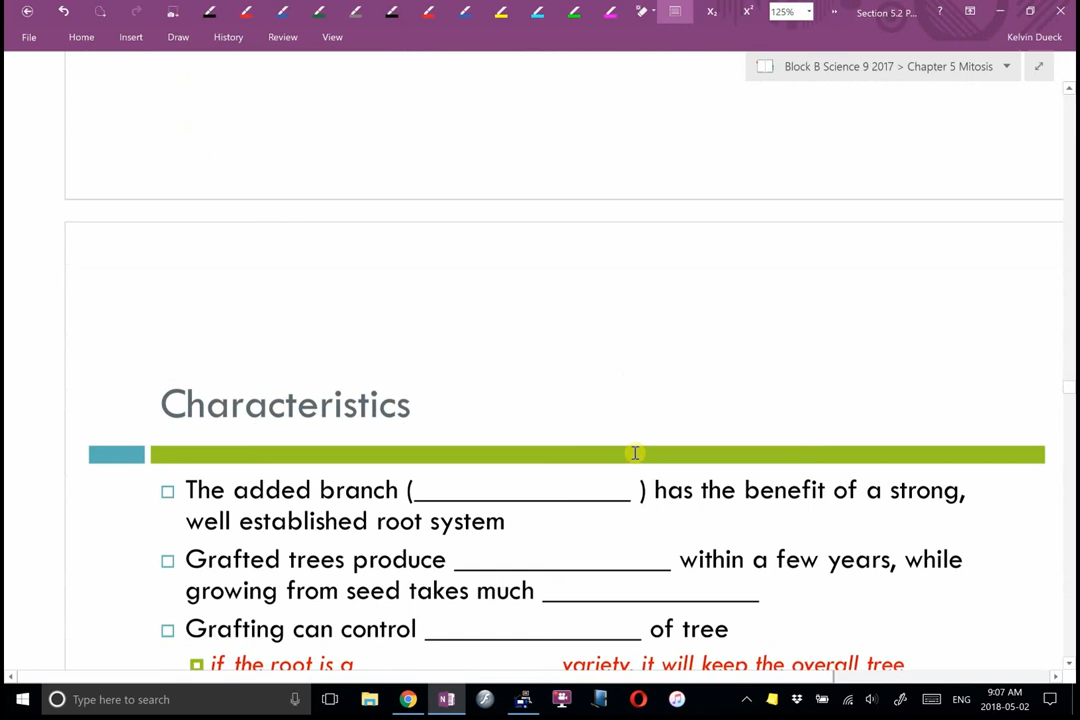 125%
Section 5.2 P...
File
Home
Insert
Draw
History
Review
View
Kelvin Dueck
Block B Science 9 2017 > Chapter 5 Mitosis
Characteristics
The added branch (________________ ) has the benefit of a strong,
well established root system
Grafted trees produce ________________ within a few years, while
growing from seed takes much ________________
Grafting can control ________________ of tree
if the root is a ________________ variety, it will keep the overall tree
Type here to search
ENG
9:07 AM
2018-05-02